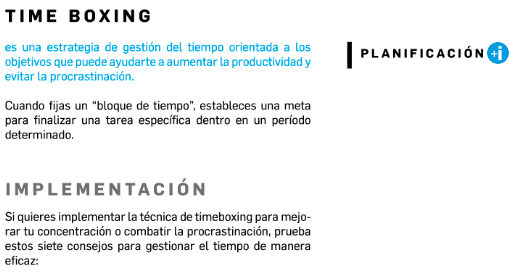 TIME BOXING
es una estrategia de gestión del tiempo orientada a los
objetivos que puede ayudarte a aumentar la productividad y
evitar la procrastinación.
Cuando fijas un “bloque de tiempo”, estableces una meta
para finalizar una tarea específica dentro en un período
determinado.
IMPLEMENTACIÓN
Si quieres implementar la técnica de timeboxing para mejo-
rar tu concentración o combatir la procrastinación, prueba
estos siete consejos para gestionar el tiempo de manera
eficaz:
PLANIFICACIÓN +i